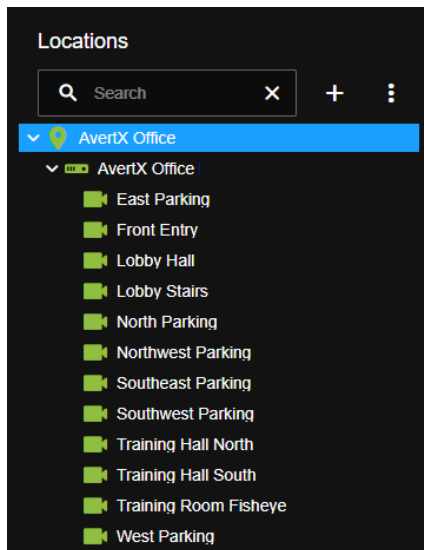 Locations
Search
AvertX Office
AvertX Office
East Parking
Front Entry
Lobby Hall
Lobby Stairs
North Parking
Northwest Parking
Southeast Parking
Southwest Parking
Training Hall North
Training Hall South
Training Room Fisheye
West Parking